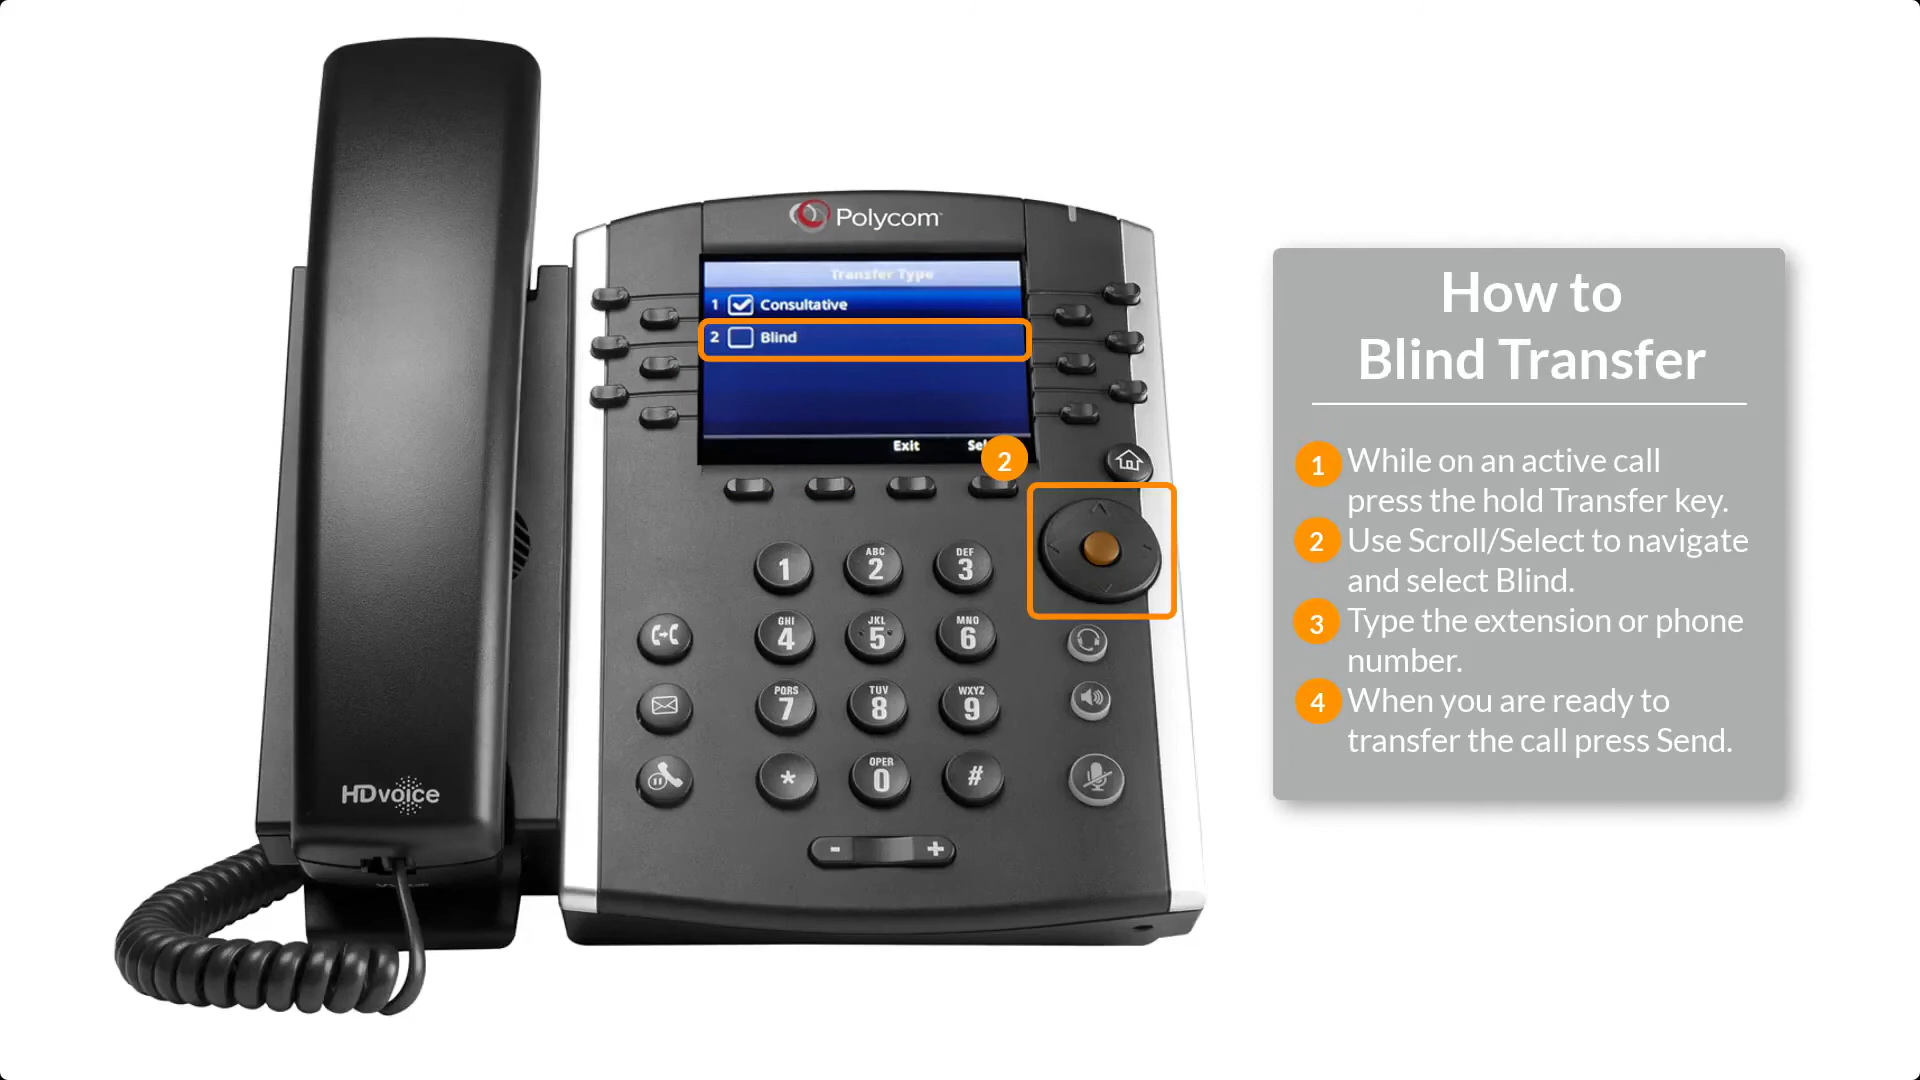 Polycom
Transfer Type
1 Consultative
2 Blind
Exit
2
1
ABC
2
DEF
3
GHI
4
JKL
5
MNO
6
PQRS
7
TUV
8
WXYZ
9
*
OPER
0
#
- +
HDvoice
How to
Blind Transfer
1 While on an active call
press the hold Transfer key.
2 Use Scroll/Select to navigate
and select Blind.
3 Type the extension or phone
number.
4 When you are ready to
transfer the call press Send.